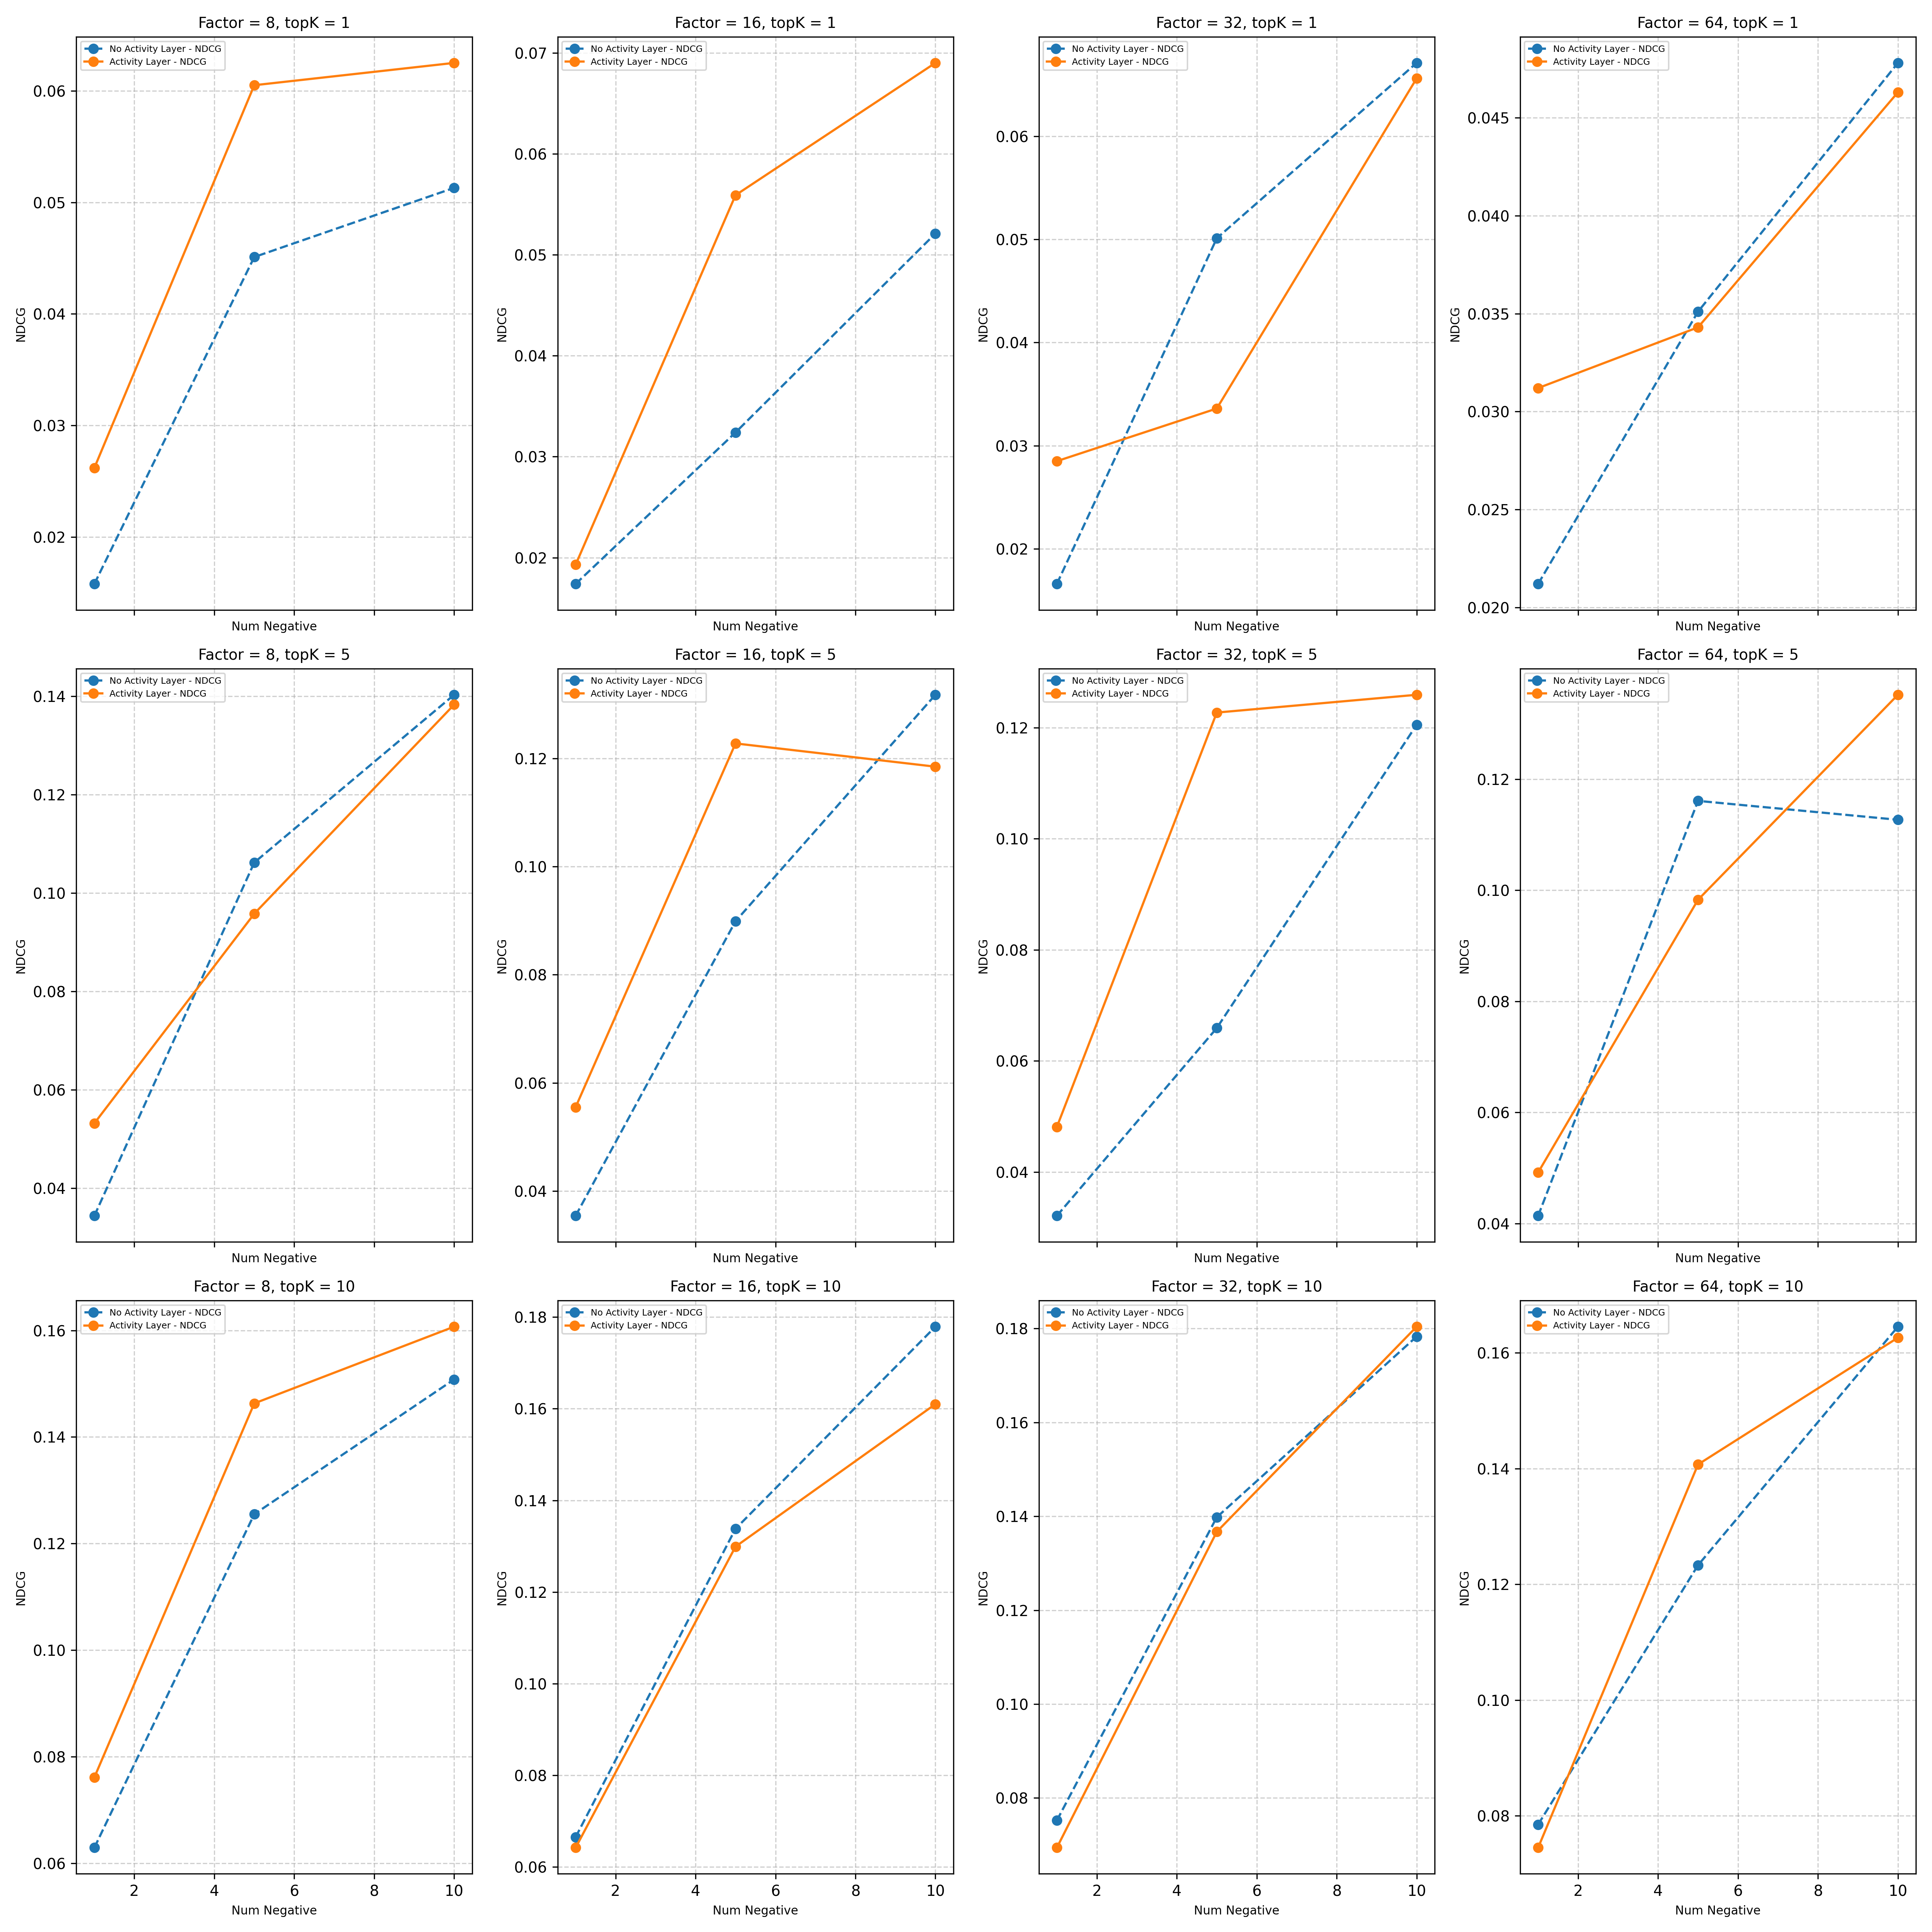 Factor = 8, topK = 1
No Activity Layer - NDCG
Activity Layer - NDCG
0.06
0.05
0.04
0.03
0.02
NDCG
2
4
6
8
10
Num Negative
Factor = 16, topK = 1
No Activity Layer - NDCG
Activity Layer - NDCG
0.07
0.06
0.05
0.04
0.03
0.02
NDCG
Num Negative
Factor = 32, topK = 1
No Activity Layer - NDCG
Activity Layer - NDCG
0.06
0.05
0.04
0.03
0.02
NDCG
Num Negative
Factor = 64, topK = 1
No Activity Layer - NDCG
Activity Layer - NDCG
0.045
0.040
0.035
0.030
0.025
0.020
NDCG
Num Negative
Factor = 8, topK = 5
No Activity Layer - NDCG
Activity Layer - NDCG
0.14
0.12
0.10
0.08
0.06
0.04
NDCG
Num Negative
Factor = 16, topK = 5
No Activity Layer - NDCG
Activity Layer - NDCG
0.12
0.10
0.08
0.06
0.04
NDCG
Num Negative
Factor = 32, topK = 5
No Activity Layer - NDCG
Activity Layer - NDCG
0.12
0.10
0.08
0.06
0.04
NDCG
Num Negative
Factor = 64, topK = 5
No Activity Layer - NDCG
Activity Layer - NDCG
0.12
0.10
0.08
0.06
0.04
NDCG
Num Negative
Factor = 8, topK = 10
No Activity Layer - NDCG
Activity Layer - NDCG
0.16
0.14
0.12
0.10
0.08
0.06
NDCG
2 4 6 8 10
Num Negative
Factor = 16, topK = 10
No Activity Layer - NDCG
Activity Layer - NDCG
0.18
0.16
0.14
0.12
0.10
0.08
0.06
NDCG
2 4 6 8 10
Num Negative
Factor = 32, topK = 10
No Activity Layer - NDCG
Activity Layer - NDCG
0.18
0.16
0.14
0.12
0.10
0.08
NDCG
2 4 6 8 10
Num Negative
Factor = 64, topK = 10
No Activity Layer - NDCG
Activity Layer - NDCG
0.16
0.14
0.12
0.10
0.08
NDCG
2 4 6 8 10
Num Negative